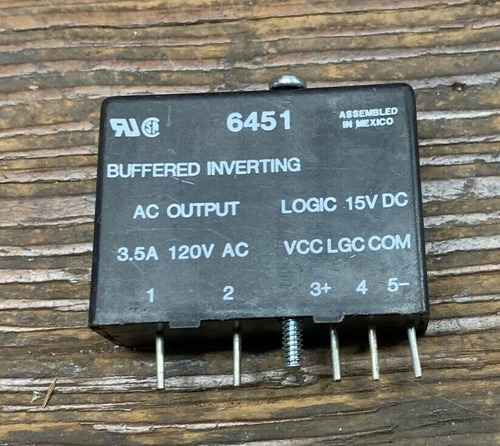 6451
ASSEMBLED
IN MEXICO
BUFFERED INVERTING
AC OUTPUT LOGIC 15V DC
3.5A 120V AC VCC LGC COM
1 2 3+ 4 5-